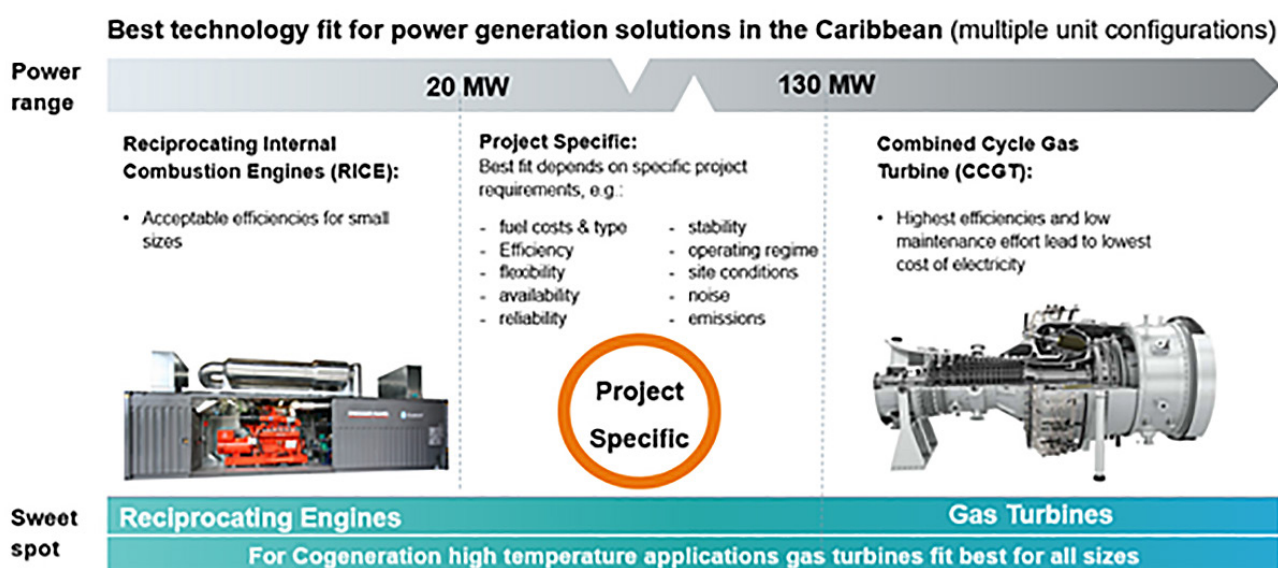 Best technology fit for power generation solutions in the Caribbean (multiple unit configurations)
Power
range
20 MW
130 MW
Reciprocating Internal
Combustion Engines (RICE):
• Acceptable efficiencies for small
sizes
Project Specific:
Best fit depends on specific project
requirements, e.g.:
- fuel costs & type
- Efficiency
- flexibility
- availability
- reliability
- stability
- operating regime
- site conditions
- noise
- emissions
Combined Cycle Gas
Turbine (CCGT):
• Highest efficiencies and low
maintenance effort lead to lowest
cost of electricity
Project
Specific
Sweet
spot
Reciprocating Engines
Gas Turbines
For Cogeneration high temperature applications gas turbines fit best for all sizes